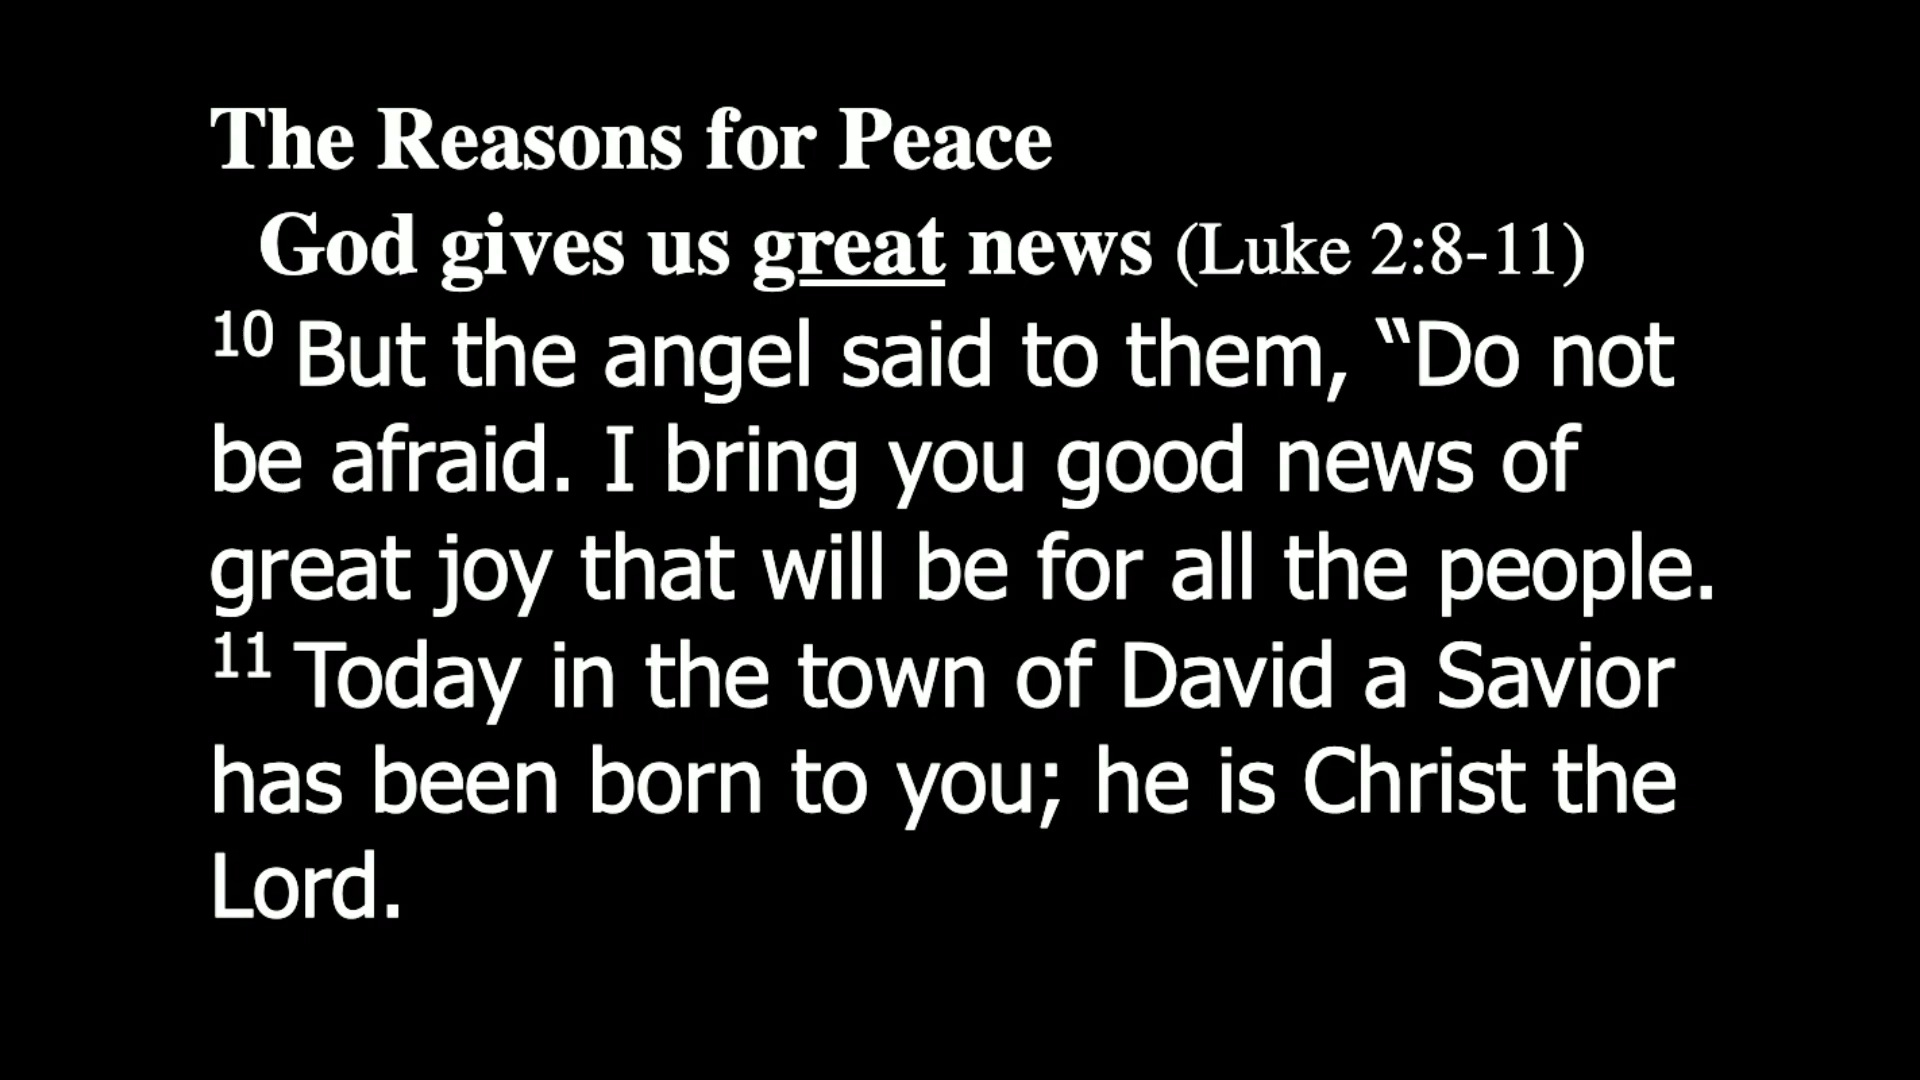 The Reasons for Peace
God gives us great news (Luke 2:8-11)
10 But the angel said to them, “Do not
be afraid. I bring you good news of
great joy that will be for all the people.
11 Today in the town of David a Savior
has been born to you; he is Christ the
Lord.